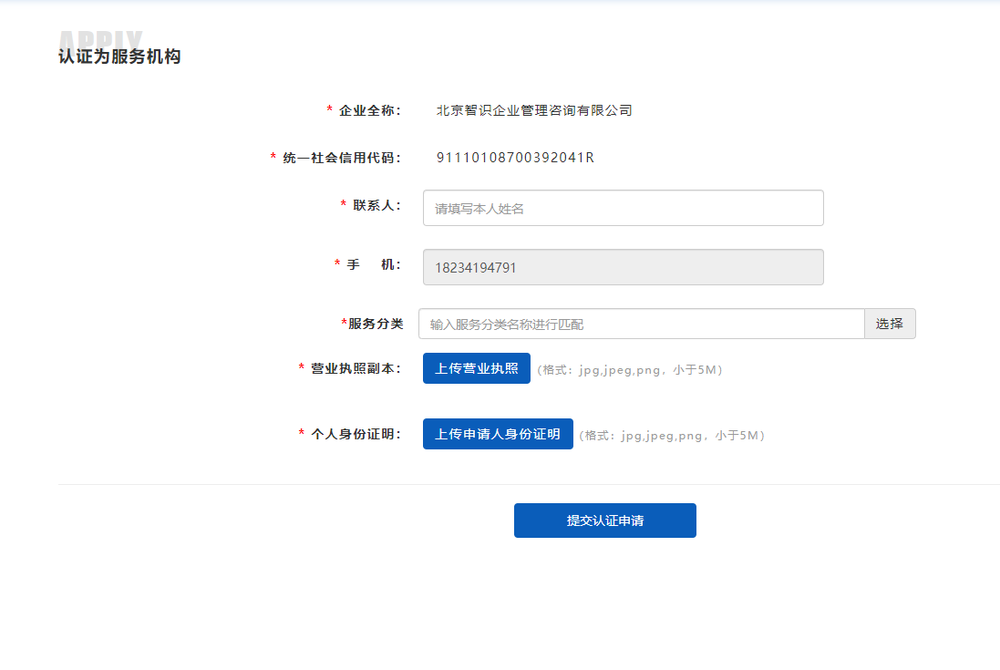 APPLY
认证为服务机构
* 企业全称： 北京智识企业管理咨询有限公司
* 统一社会信用代码： 91110108700392041R
* 联系人： 请填写本人姓名
* 手 机： 18234194791
*服务分类 输入服务分类名称进行匹配 选择
* 营业执照副本： 上传营业执照 (格式：jpg,jpeg,png，小于5M)
* 个人身份证明： 上传申请人身份证明 (格式：jpg,jpeg,png，小于5M)
提交认证申请